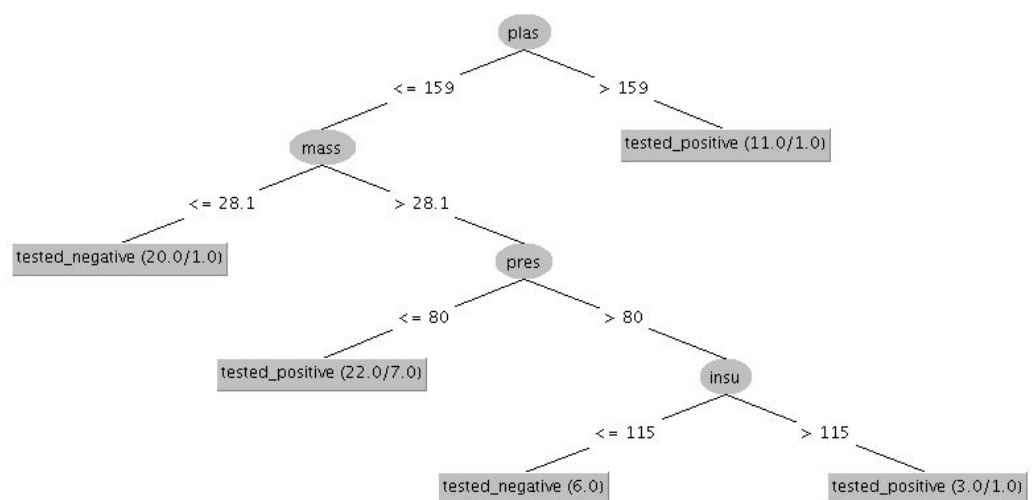 plas
<= 159
> 159
mass
tested_positive (11.0/1.0)
<= 28.1
> 28.1
tested_negative (20.0/1.0)
pres
<= 80
> 80
tested_positive (22.0/7.0)
insu
<= 115
> 115
tested_negative (6.0)
tested_positive (3.0/1.0)